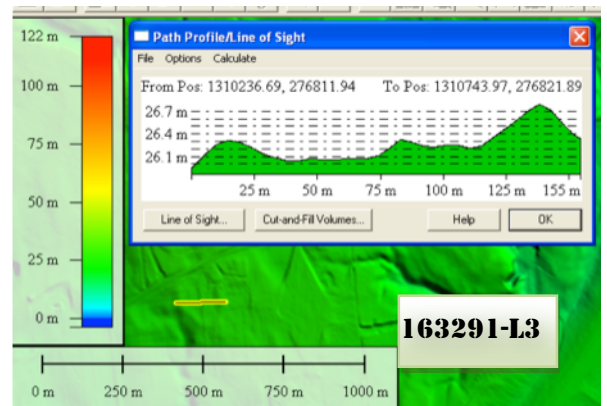 122 m
100 m
75 m
50 m
25 m
0 m
Path Profile/Line of Sight
File Options Calculate
From Pos: 1310236.69, 276811.94 To Pos: 1310743.97, 276821.89
26.7 m
26.4 m
26.1 m
25 m 50 m 75 m 100 m 125 m 155 m
Line of Sight... Cut-and-Fill Volumes... Help OK
163291-L3
0 m 250 m 500 m 750 m 1000 m